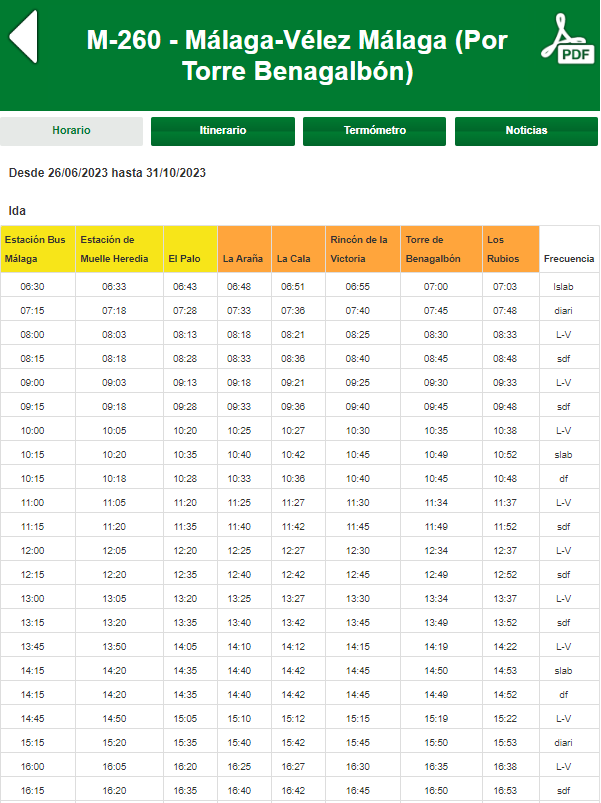 M-260 - Málaga-Vélez Málaga (Por
Torre Benagalbón)
PDF
Horario Itinerario Termómetro Noticias
Desde 26/06/2023 hasta 31/10/2023
Ida
Estación Bus Málaga Estación de Muelle Heredia El Palo La Araña La Cala Rincón de la Victoria Torre de Benagalbón Los Rubios Frecuencia
06:30 06:33 06:43 06:48 06:51 06:55 07:00 07:03 lslab
07:15 07:18 07:28 07:33 07:36 07:40 07:45 07:48 diari
08:00 08:03 08:13 08:18 08:21 08:25 08:30 08:33 L-V
08:15 08:18 08:28 08:33 08:36 08:40 08:45 08:48 sdf
09:00 09:03 09:13 09:18 09:21 09:25 09:30 09:33 L-V
09:15 09:18 09:28 09:33 09:36 09:40 09:45 09:48 sdf
10:00 10:05 10:20 10:25 10:27 10:30 10:35 10:38 L-V
10:15 10:20 10:35 10:40 10:42 10:45 10:49 10:52 slab
10:15 10:18 10:28 10:33 10:36 10:40 10:45 10:48 df
11:00 11:05 11:20 11:25 11:27 11:30 11:34 11:37 L-V
11:15 11:20 11:35 11:40 11:42 11:45 11:49 11:52 sdf
12:00 12:05 12:20 12:25 12:27 12:30 12:34 12:37 L-V
12:15 12:20 12:35 12:40 12:42 12:45 12:49 12:52 sdf
13:00 13:05 13:20 13:25 13:27 13:30 13:34 13:37 L-V
13:15 13:20 13:35 13:40 13:42 13:45 13:49 13:52 sdf
13:45 13:50 14:05 14:10 14:12 14:15 14:19 14:22 L-V
14:15 14:20 14:35 14:40 14:42 14:45 14:50 14:53 slab
14:15 14:20 14:35 14:40 14:42 14:45 14:49 14:52 df
14:45 14:50 15:05 15:10 15:12 15:15 15:19 15:22 L-V
15:15 15:20 15:35 15:40 15:42 15:45 15:50 15:53 diari
16:00 16:05 16:20 16:25 16:27 16:30 16:35 16:38 L-V
16:15 16:20 16:35 16:40 16:42 16:45 16:50 16:53 sdf